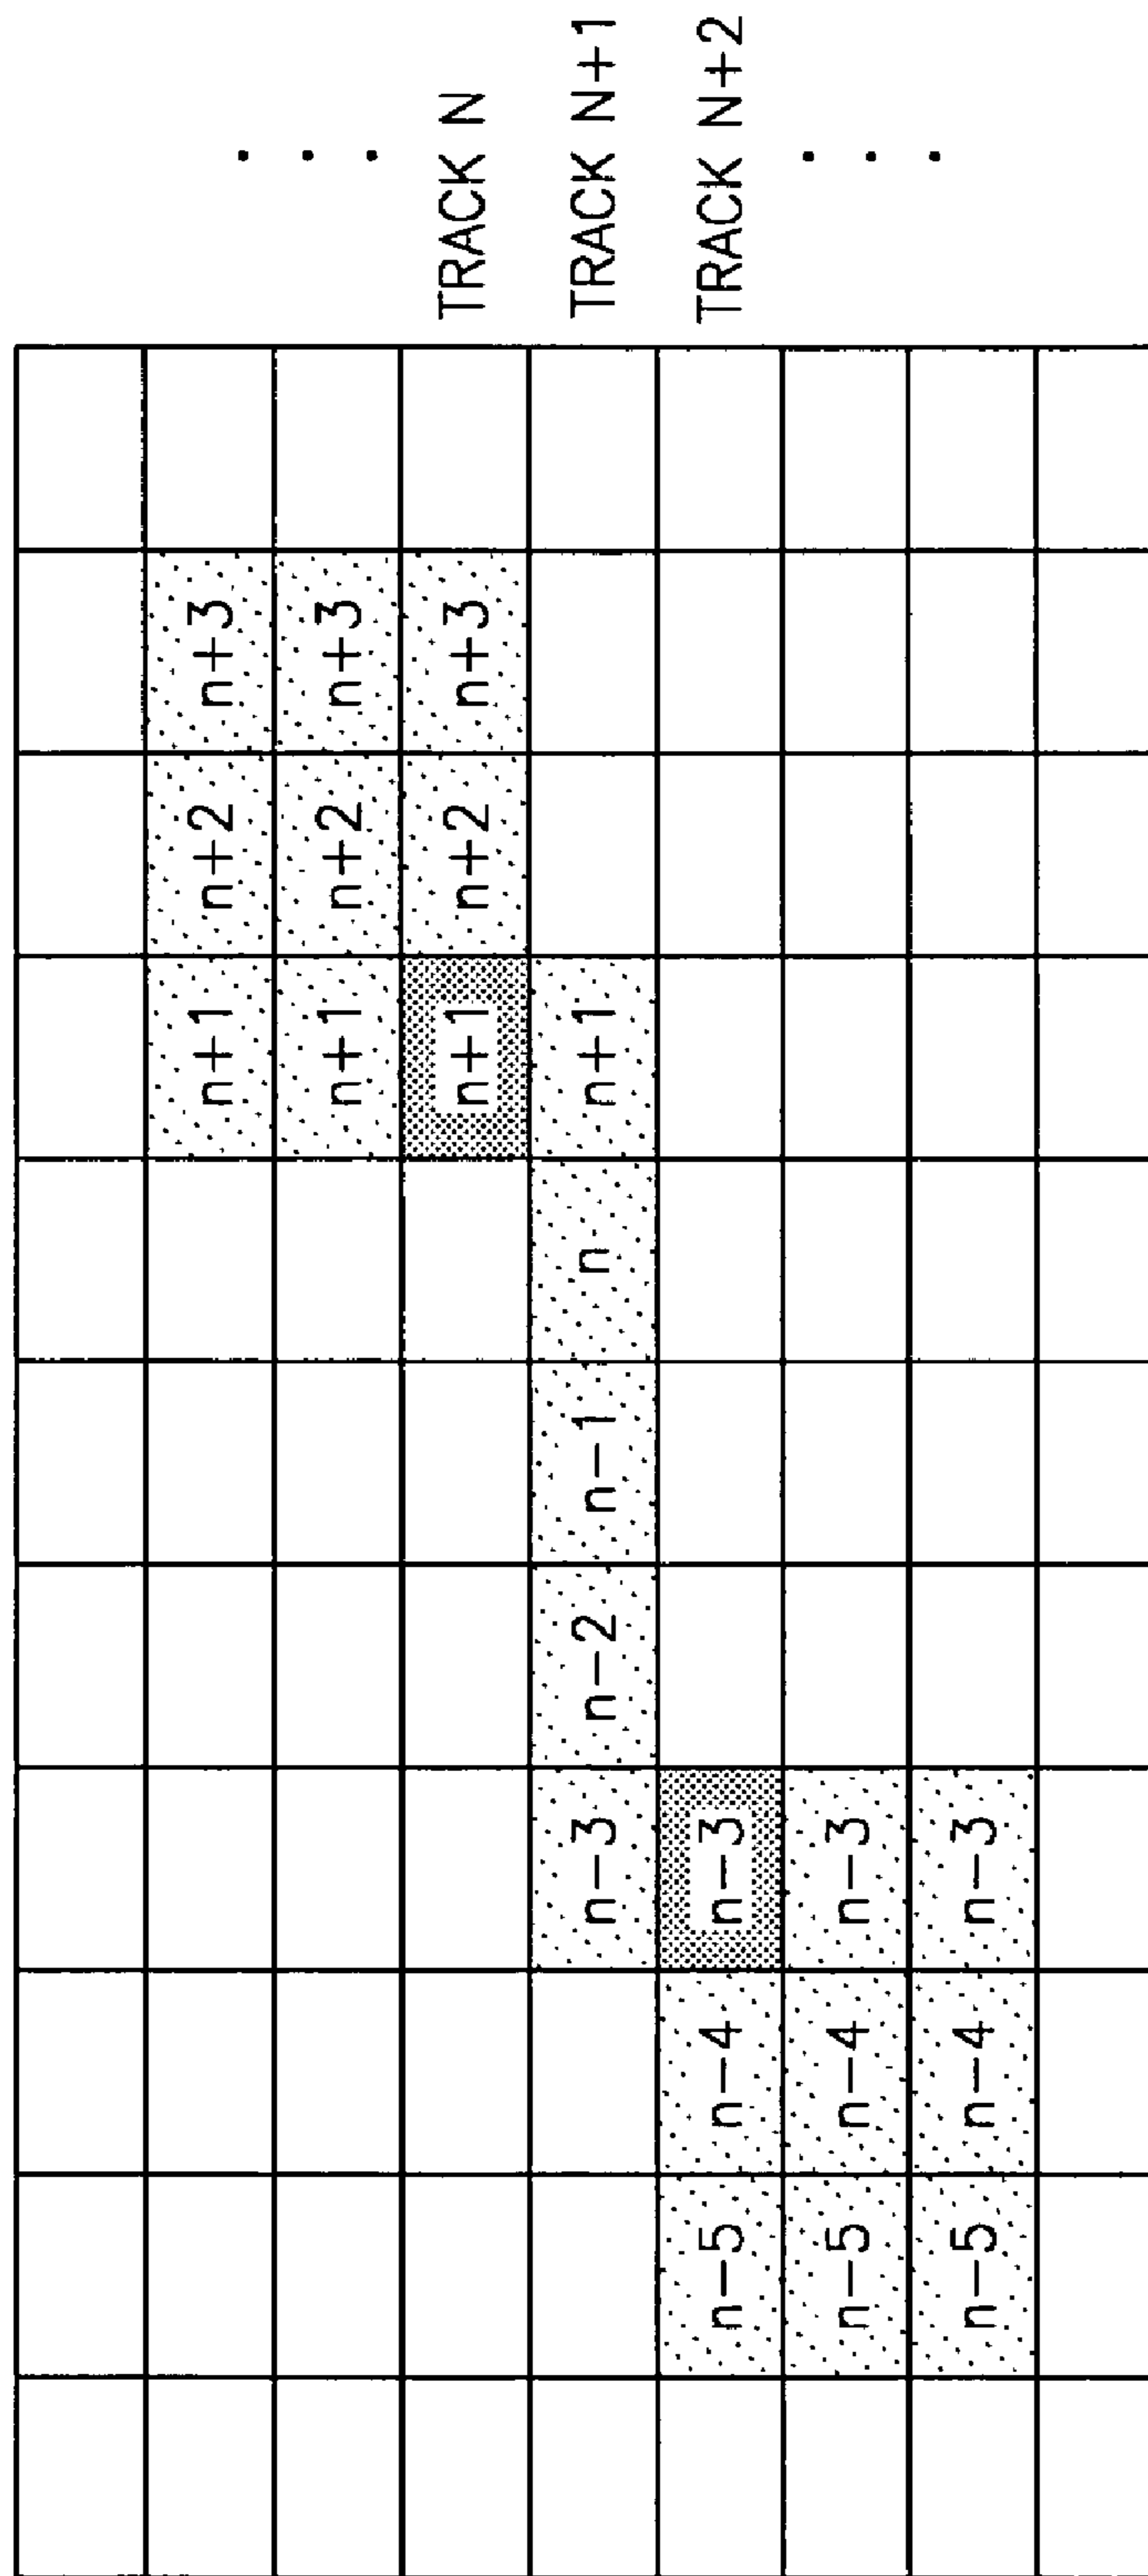 n+1 n+2 n+3
n+1 n+2 n+3
n+1 n+2 n+3 TRACK N
n−3 n−2 n−1 n n+1 TRACK N+1
n−5 n−4 n−3 TRACK N+2
n−5 n−4 n−3
n−5 n−4 n−3